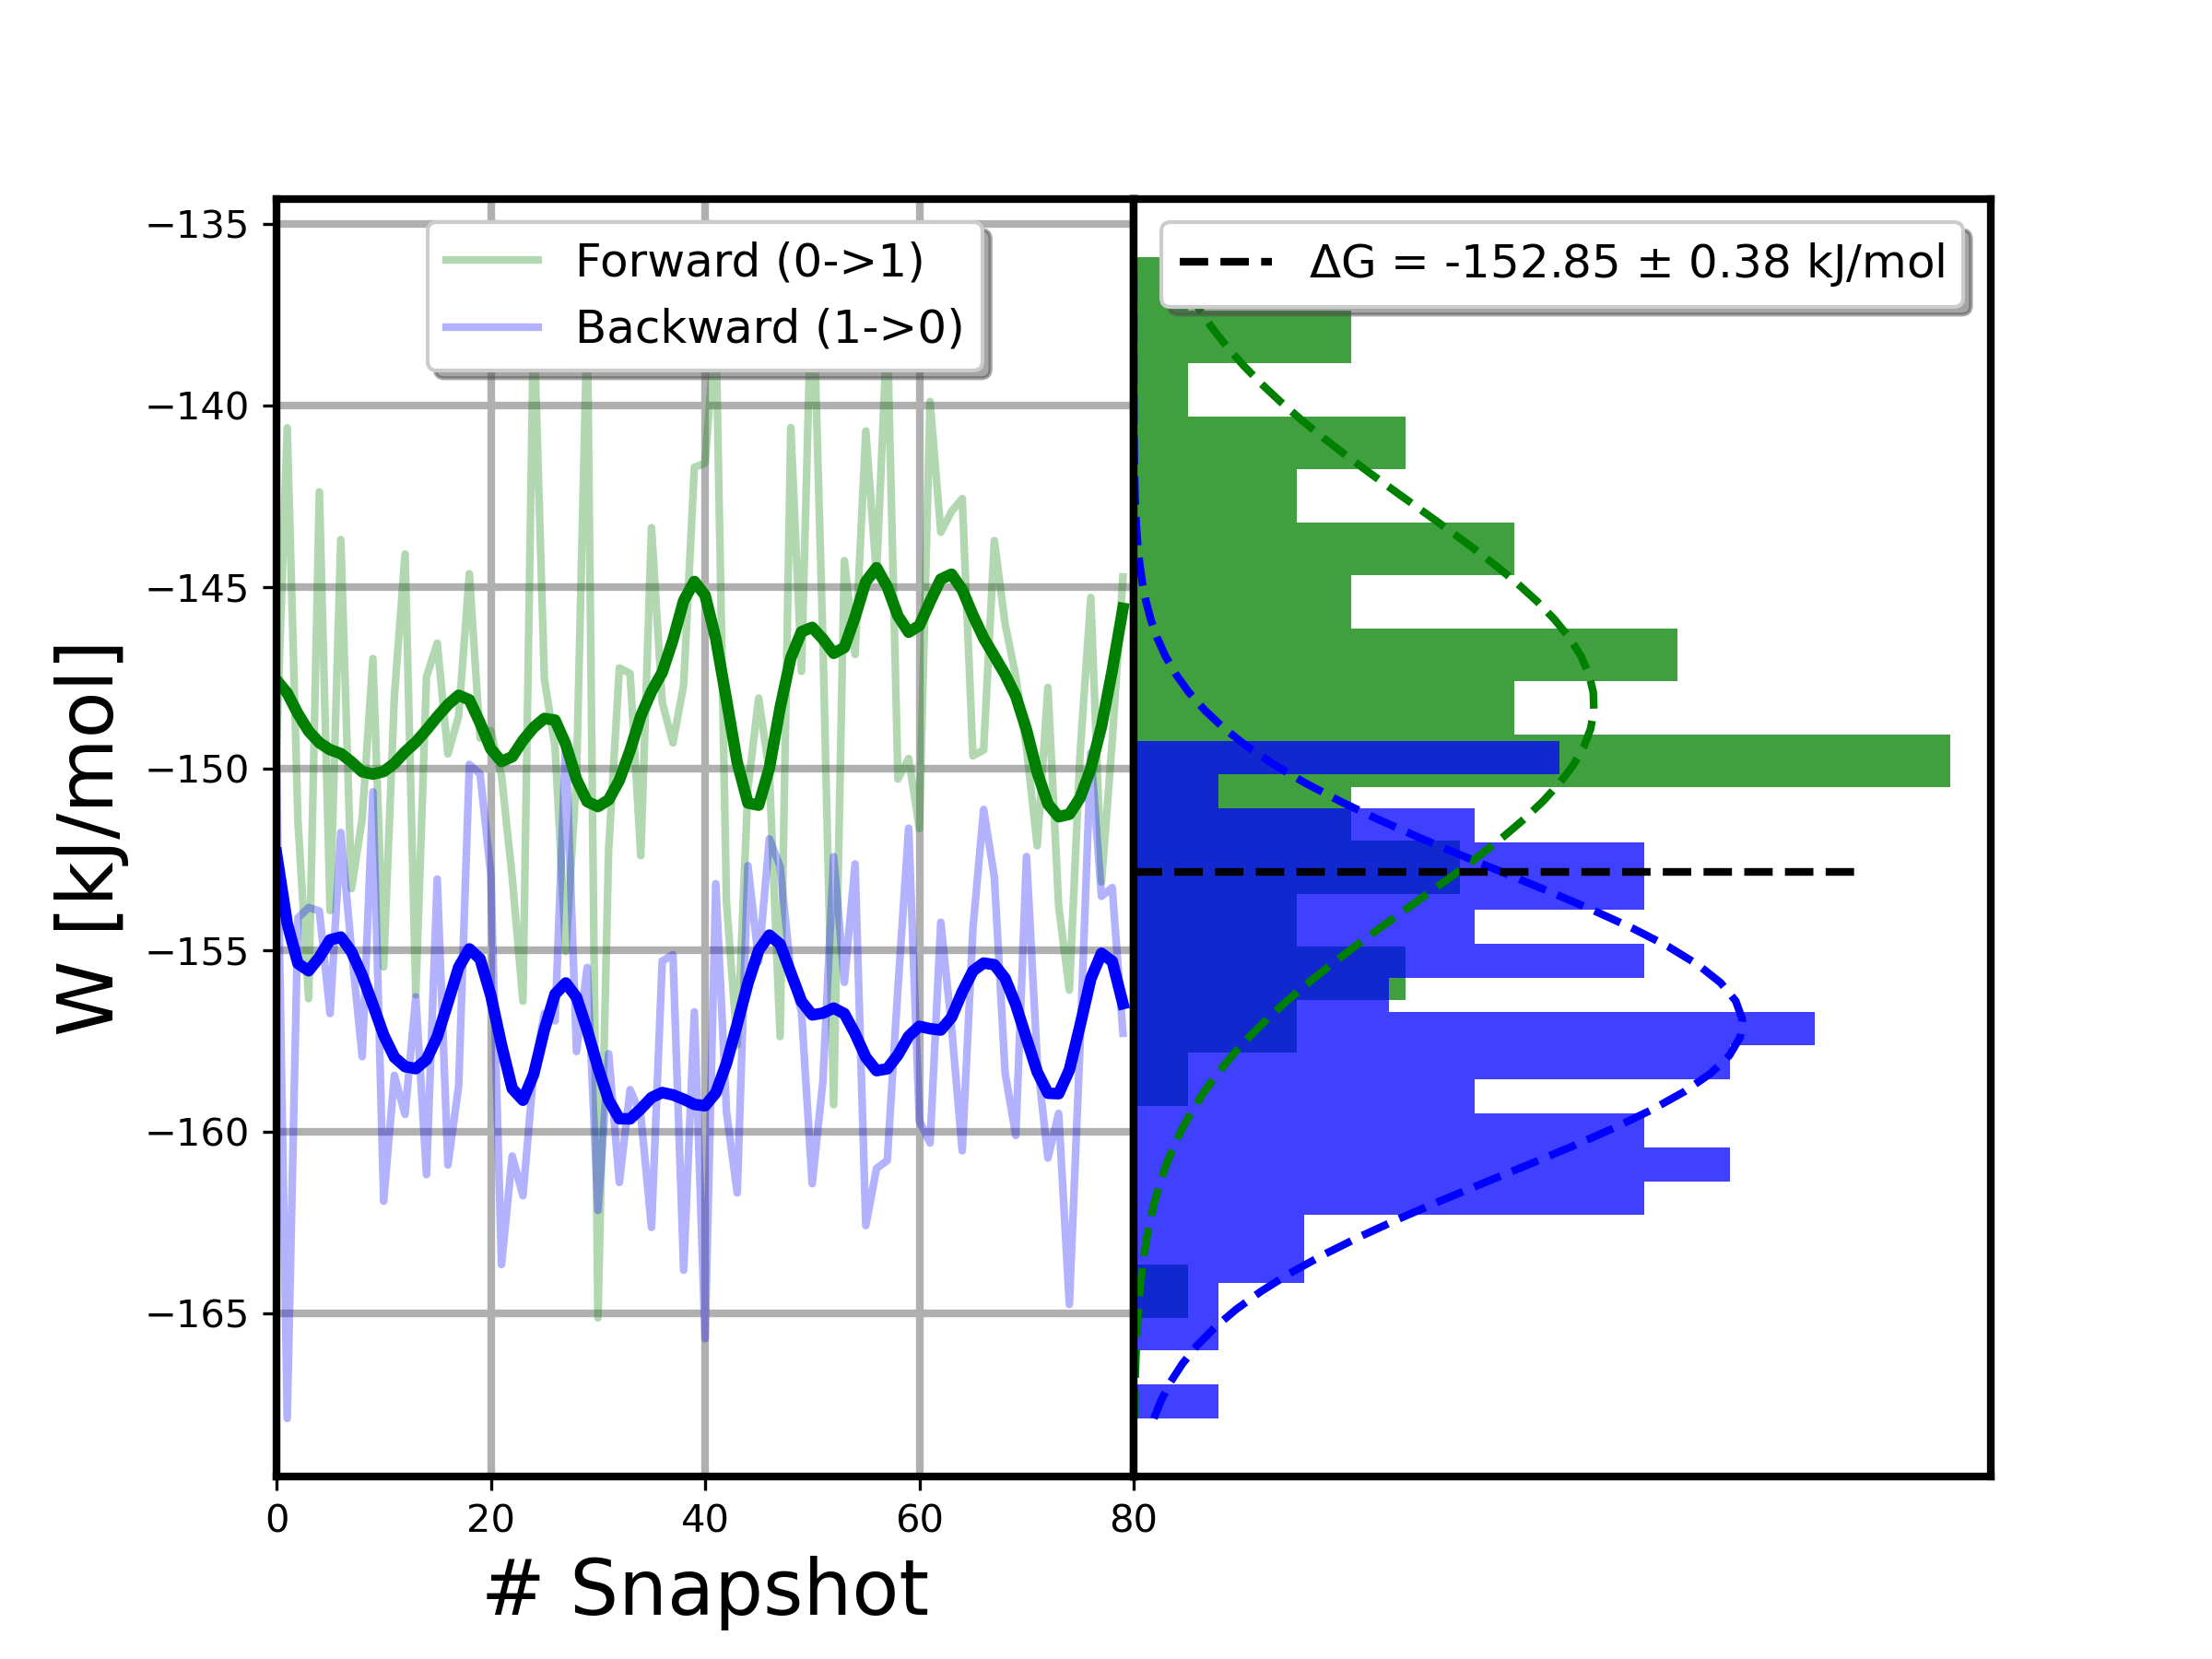 Forward (0->1)
Backward (1->0)
ΔG = -152.85 ± 0.38 kJ/mol
−135
−140
−145
−150
−155
−160
−165
W [kJ/mol]
0
20
40
60
80
# Snapshot